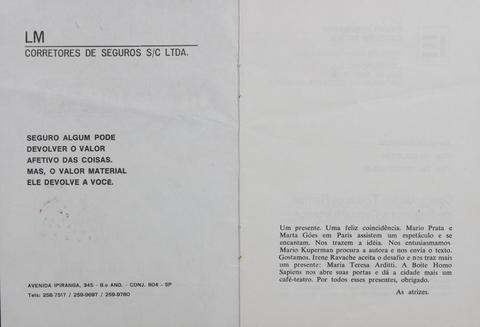 LM
CORRETORES DE SEGUROS S/C LTDA.
SEGURO ALGUM PODE
DEVOLVER O VALOR
AFETIVO DAS COISAS.
MAS, O VALOR MATERIAL
ELE DEVOLVE A VOCE.
AVENIDA IPIRANGA, 345 - 8.o AND. - CONJ. 804 - SP
Tels: 258-7517 / 259-9697 / 259-9760
Um presente. Uma feliz coincidência. Mario Prata e
Marta Góes em Paris assistem um espetáculo e se
encantam. Nos trazem a idéia. Nos entusiasmamos.
Mario Kuperman procura a autora e nos envia o texto.
Gostamos. Irene Ravache aceita o desafio e nos traz mais
um presente: Maria Teresa Arditti. A Boite Homo
Sapiens nos abre suas portas e dá a cidade mais um
café-teatro. Por todos esses presentes, obrigado.
As atrizes.